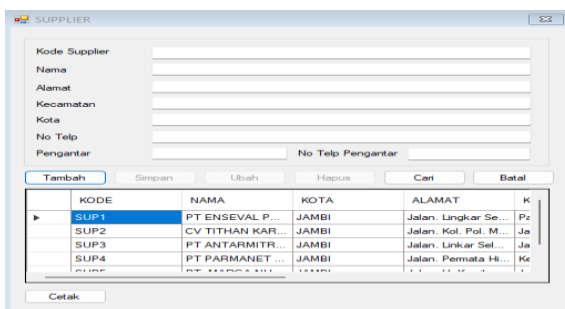 SUPPLIER
Kode Supplier
Nama
Alamat
Kecamatan
Kota
No Telp
Pengantar No Telp Pengantar
Tambah Simpan Ubah Hapus Cari Batal
KODE NAMA KOTA ALAMAT K
SUP1 PT ENSEVAL P... JAMBI Jalan. Lingkar Se... Pa
SUP2 CV TITHAN KAR... JAMBI Jalan. Kol. Pol. M... Ja
SUP3 PT ANTARMITR... JAMBI Jalan. Linkar Sel... Ja
SUP4 PT PARMANET ... JAMBI Jalan. Permata Hi... Ke
Cetak